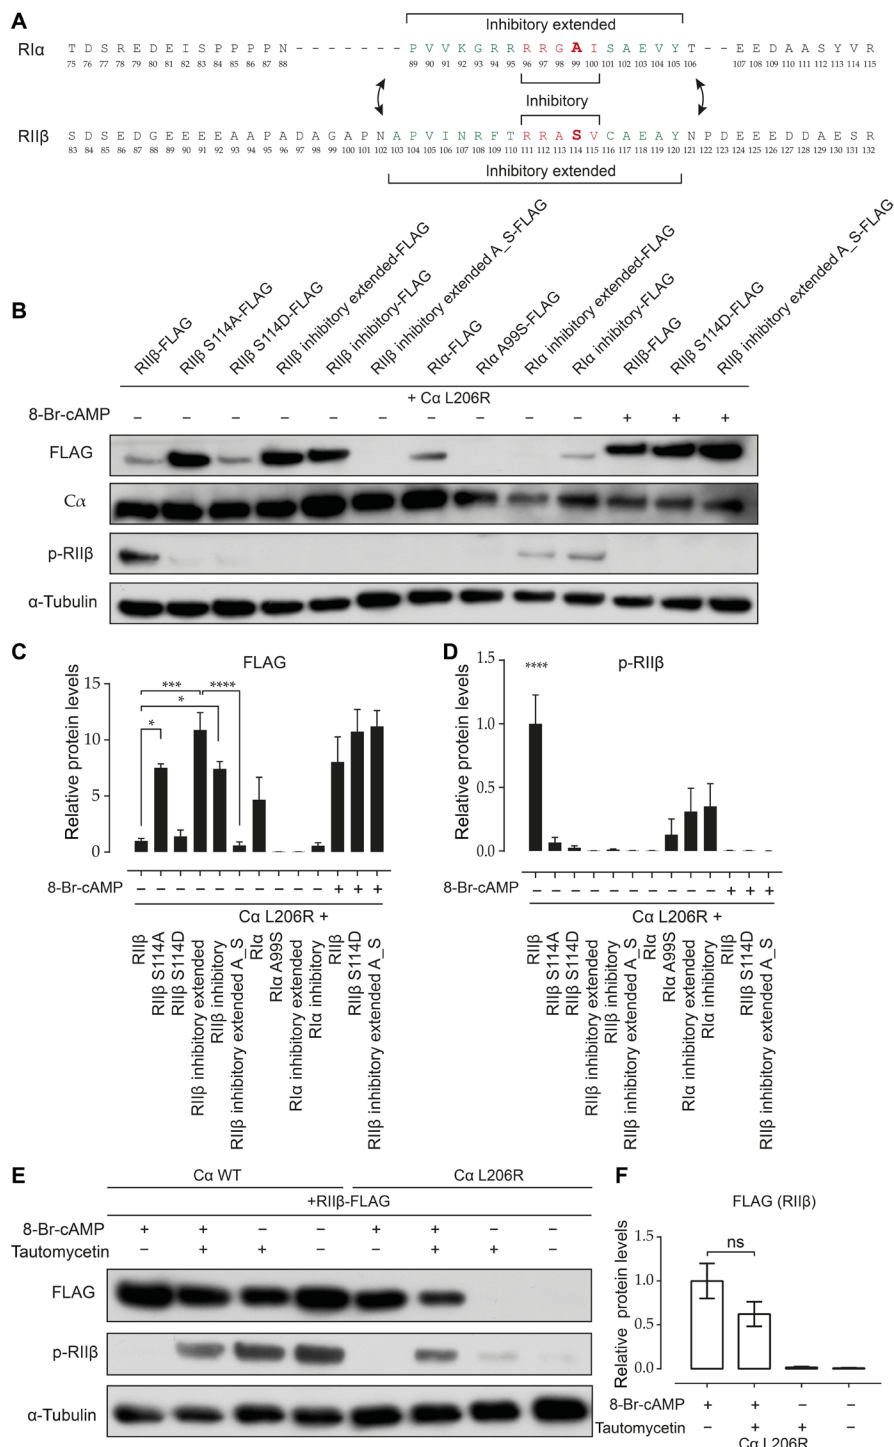 A
Inhibitory extended
RIα T D S R E D E I S P P P P N - - - - - - - P V V K G R R R R G A I S A E V Y T - - E E D A A S Y V R
75 76 77 78 79 80 81 82 83 84 85 86 87 88 89 90 91 92 93 94 95 96 97 98 99 100 101 102 103 104 105 106 107 108 109 110 111 112 113 114 115
Inhibitory
RIIβ S D S E D G E E E E A A P A D A G A P N A P V I N R F T R R A S V C A E A Y N P D E E E D D A E S R
83 84 85 86 87 88 89 90 91 92 93 94 95 96 97 98 99 100 101 102 103 104 105 106 107 108 109 110 111 112 113 114 115 116 117 118 119 120 121 122 123 124 125 126 127 128 129 130 131 132
Inhibitory extended
B
RIIβ-FLAG
RIIβ S114A-FLAG
RIIβ S114D-FLAG
RIIβ inhibitory extended-FLAG
RIIβ inhibitory-FLAG
RIIβ inhibitory extended A_S-FLAG
RIα-FLAG
RIα A99S-FLAG
RIα inhibitory extended-FLAG
RIα inhibitory-FLAG
RIIβ-FLAG
RIIβ S114D-FLAG
RIIβ inhibitory extended A_S-FLAG
+ Cα L206R
8-Br-cAMP − − − − − − − − − − + + +
FLAG
Cα
p-RIIβ
α-Tubulin
C
FLAG
Relative protein levels
15
10
5
0
* *** * ****
8-Br-cAMP − − − − − − − − − − + + +
Cα L206R +
RIIβ
RIIβ S114A
RIIβ S114D
RIIβ inhibitory extended
RIIβ inhibitory
RIIβ inhibitory extended A_S
RIα
RIα A99S
RIα inhibitory extended
RIα inhibitory
RIIβ
RIIβ S114D
RIIβ inhibitory extended A_S
D
p-RIIβ
Relative protein levels
1.5
1.0
0.5
0.0
****
8-Br-cAMP − − − − − − − − − − + + +
Cα L206R +
RIIβ
RIIβ S114A
RIIβ S114D
RIIβ inhibitory extended
RIIβ inhibitory
RIIβ inhibitory extended A_S
RIα
RIα A99S
RIα inhibitory extended
RIα inhibitory
RIIβ
RIIβ S114D
RIIβ inhibitory extended A_S
E
Cα WT Cα L206R
+RIIβ-FLAG
8-Br-cAMP + + − − + + − −
Tautomycetin − + + − − + + −
FLAG
p-RIIβ
α-Tubulin
F
FLAG (RIIβ)
Relative protein levels
1.5
1.0
0.5
0.0
ns
8-Br-cAMP + + − −
Tautomycetin − + + −
Cα L206R